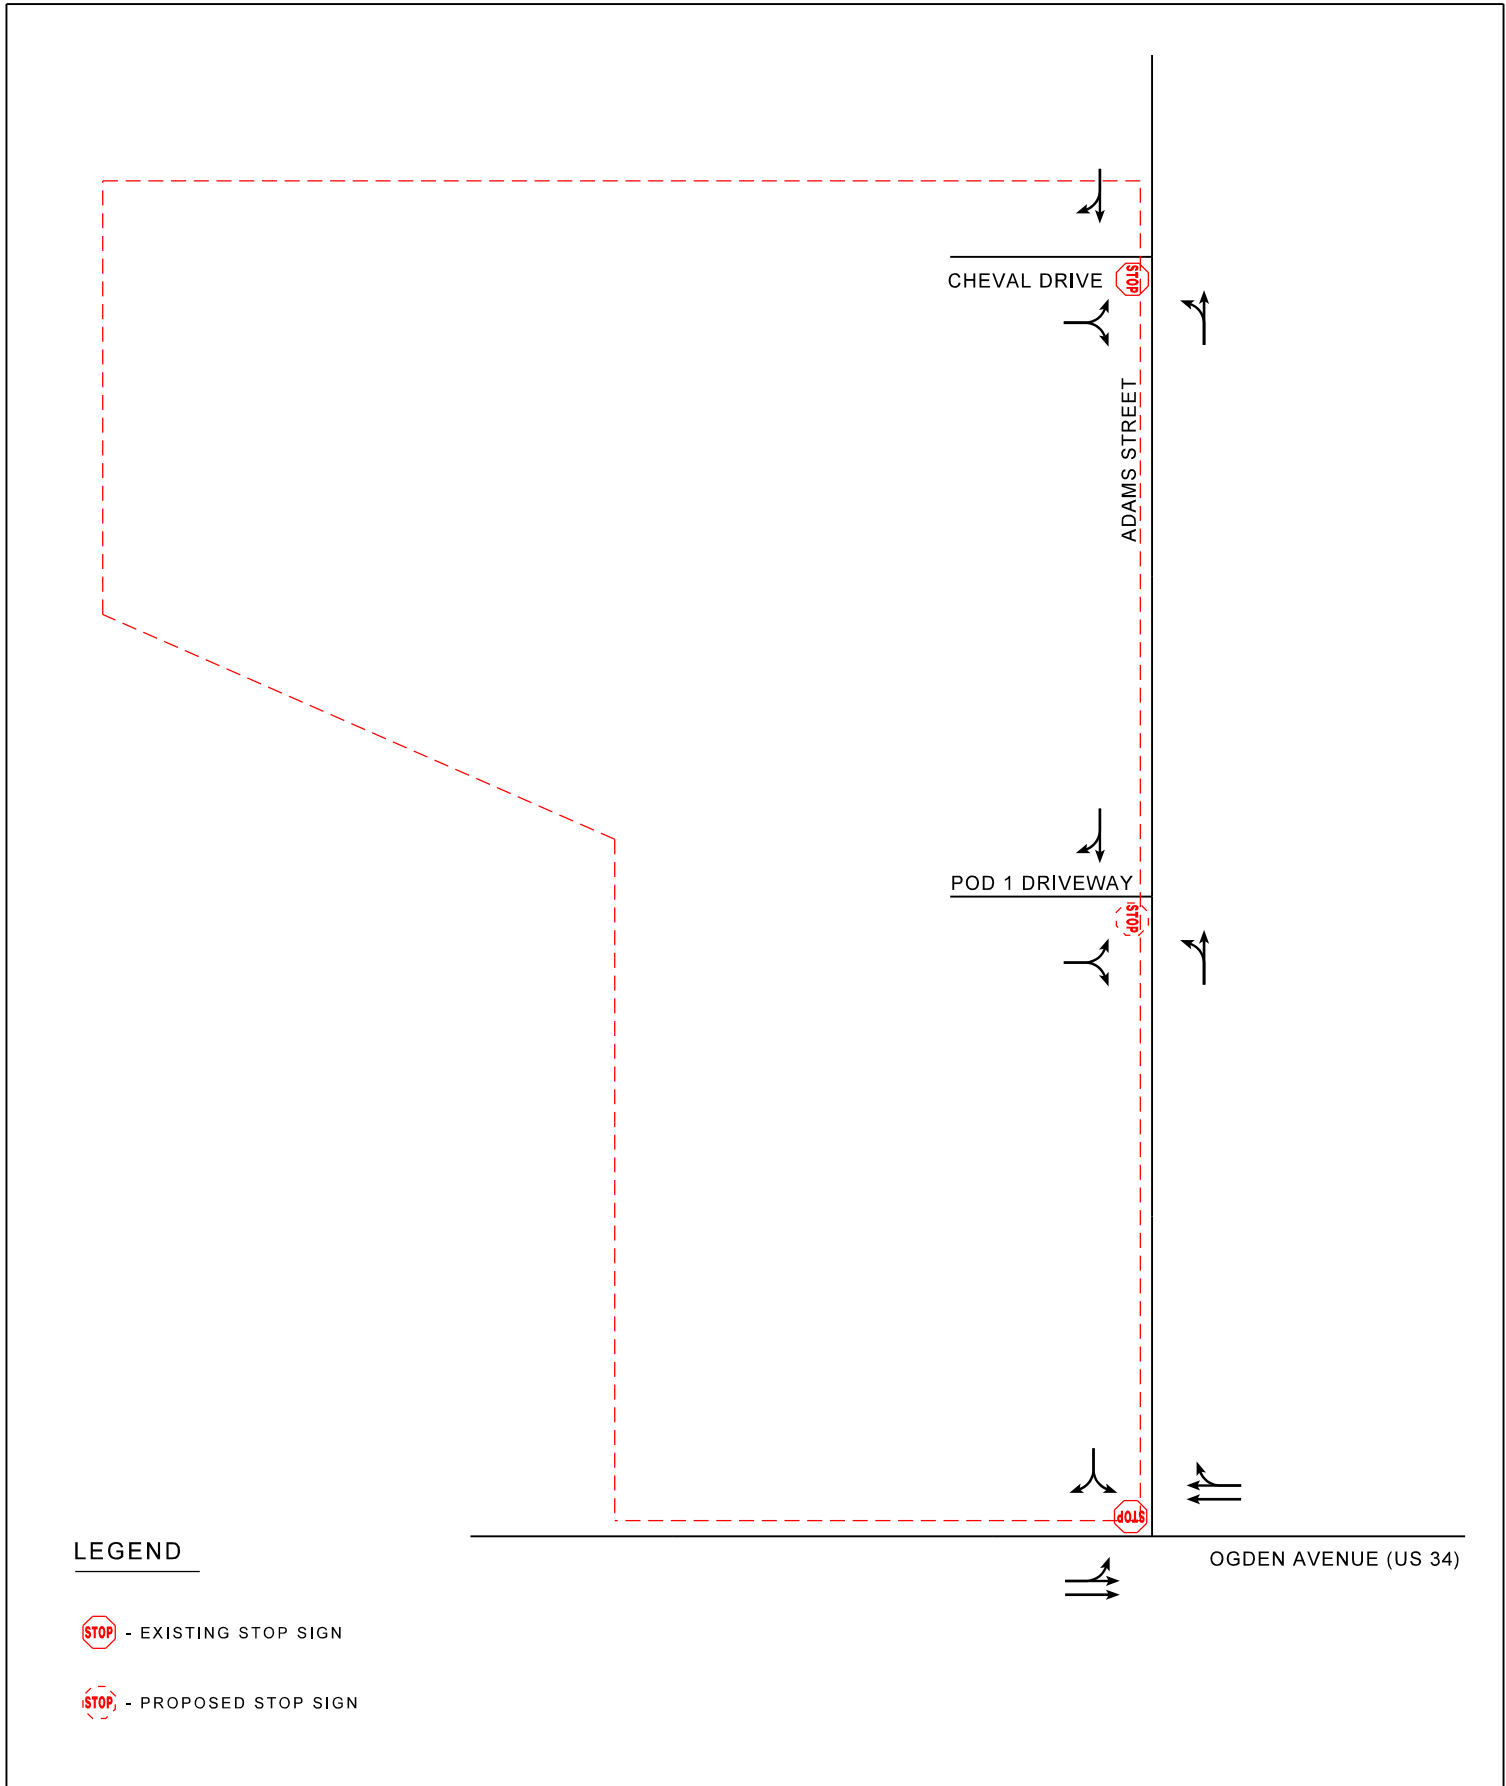 STOP
CHEVAL DRIVE
ADAMS STREET
POD 1 DRIVEWAY
STOP
STOP
OGDEN AVENUE (US 34)
LEGEND
STOP - EXISTING STOP SIGN
STOP - PROPOSED STOP SIGN